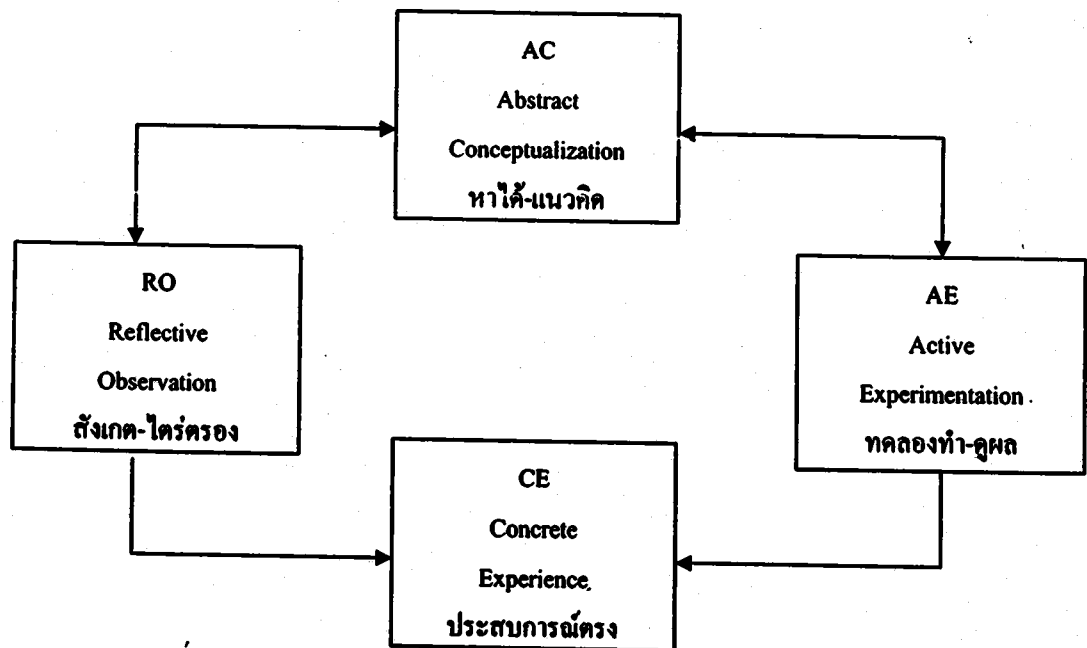 AC
Abstract
Conceptualization
หาได้-แนวคิด
RO
Reflective
Observation
สังเกต-ไตร่ตรอง
AE
Active
Experimentation
ทดลองทำ-ดูผล
CE
Concrete
Experience
ประสบการณ์ตรง